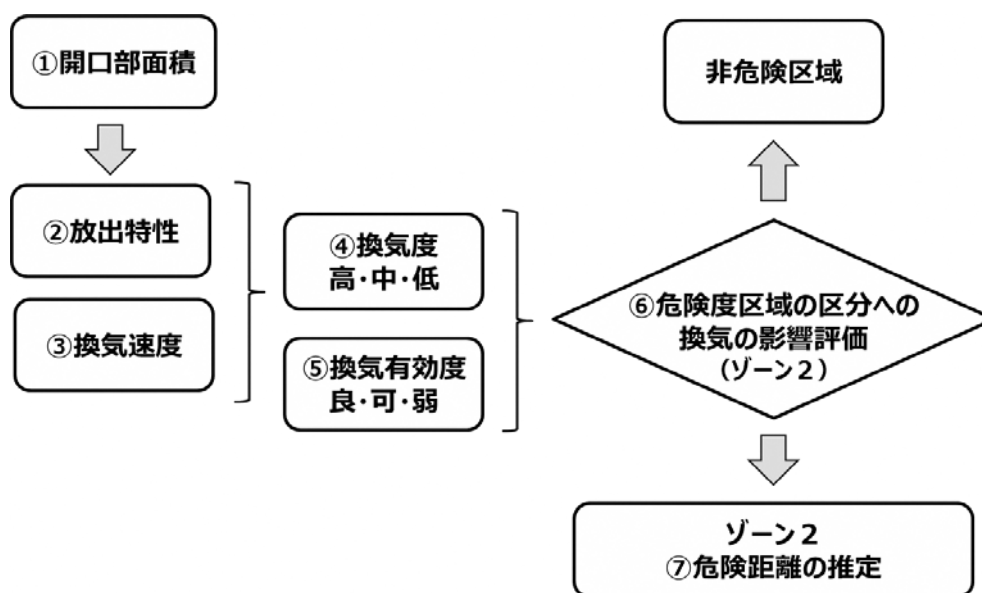 ①開口部面積
②放出特性
③換気速度
④換気度
高・中・低
⑤換気有効度
良・可・弱
⑥危険度区域の区分への
換気の影響評価
(ゾーン2)
非危険区域
ゾーン2
⑦危険距離の推定